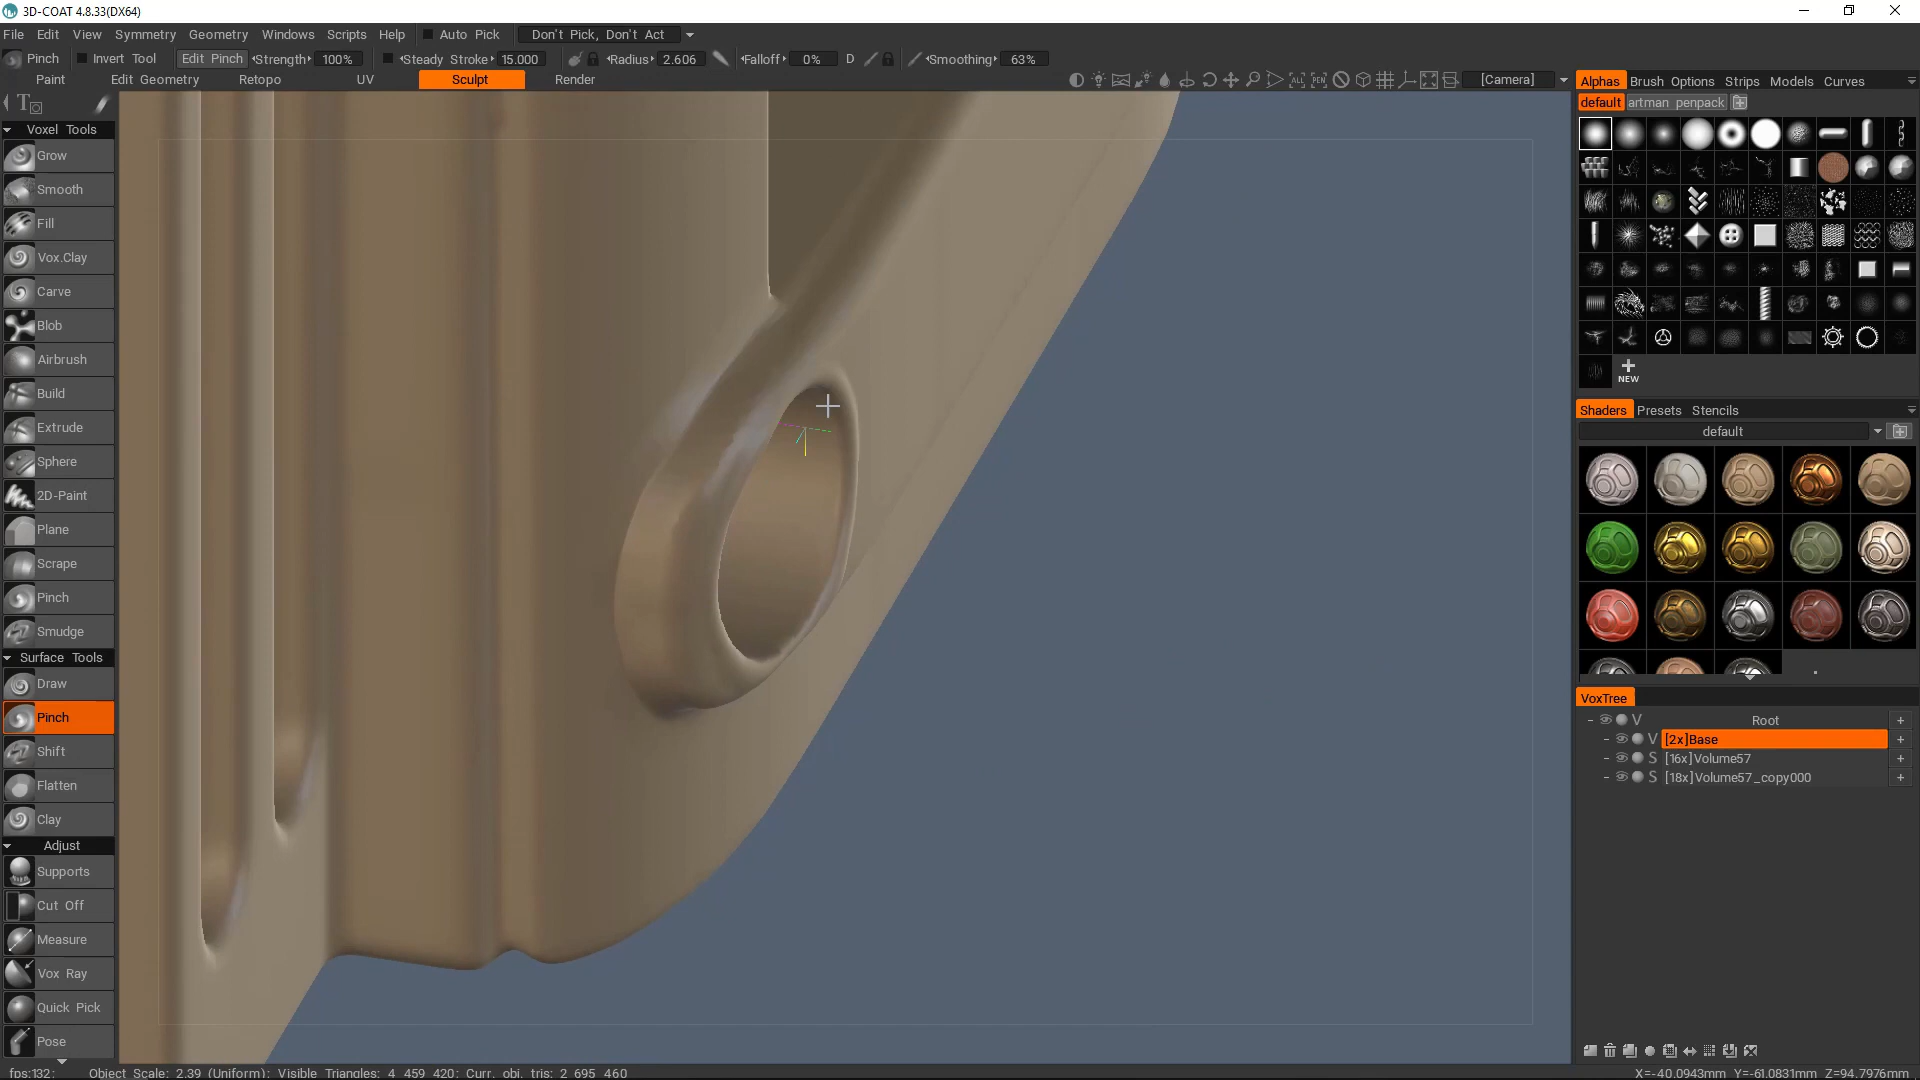 3D-COAT 4.8.33(DX64)
File Edit View Symmetry Geometry Windows Scripts Help Auto Pick Don't Pick, Don't Act
Pinch Invert Tool Edit Pinch Strength 100% Steady Stroke 15.000 Radius 2.606 Falloff 0% D Smoothing 63%
Paint Edit Geometry Retopo UV Sculpt Render [Camera]
Alphas Brush Options Strips Models Curves
default artman penpack
Voxel Tools
Grow
Smooth
Fill
Vox.Clay
Carve
Blob
Airbrush
Build
Extrude
Sphere
2D-Paint
Plane
Scrape
Pinch
Smudge
Surface Tools
Draw
Pinch
Shift
Flatten
Clay
Adjust
Supports
Cut Off
Measure
Vox Ray
Quick Pick
Pose
NEW
Shaders Presets Stencils
default
VoxTree
V Root +
V [2x]Base +
S [16x]Volume57 +
S [18x]Volume57_copy000 +
fps:132; Object Scale: 2.39 (Uniform); Visible Triangles: 4 459 420; Curr. obj. tris: 2 695 460
X=-40.0943mm Y=-61.0831mm Z=94.7976mm